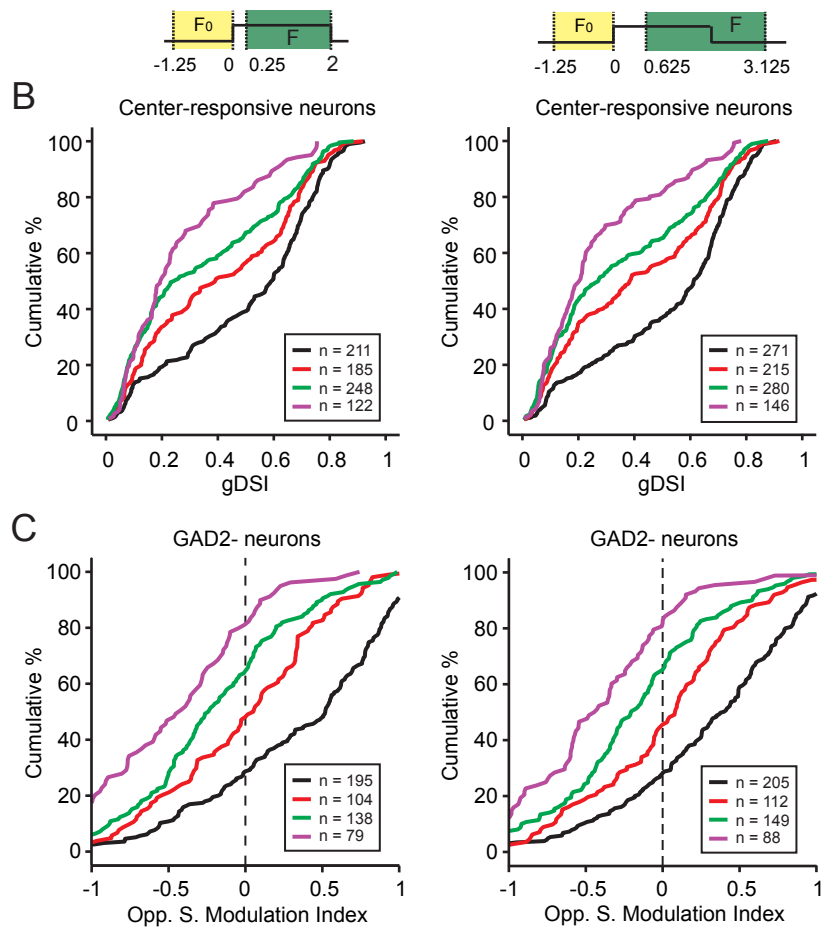 F0 F
-1.25 0 0.25 2
F0 F
-1.25 0 0.625 3.125
B
Center-responsive neurons
100
80
60
40
20
0
Cumulative %
n = 211
n = 185
n = 248
n = 122
0 0.2 0.4 0.6 0.8 1
gDSI
Center-responsive neurons
100
80
60
40
20
0
Cumulative %
n = 271
n = 215
n = 280
n = 146
0 0.2 0.4 0.6 0.8 1
gDSI
C
GAD2- neurons
100
80
60
40
20
0
Cumulative %
n = 195
n = 104
n = 138
n = 79
-1 -0.5 0 0.5 1
Opp. S. Modulation Index
GAD2- neurons
100
80
60
40
20
0
Cumulative %
n = 205
n = 112
n = 149
n = 88
-1 -0.5 0 0.5 1
Opp. S. Modulation Index